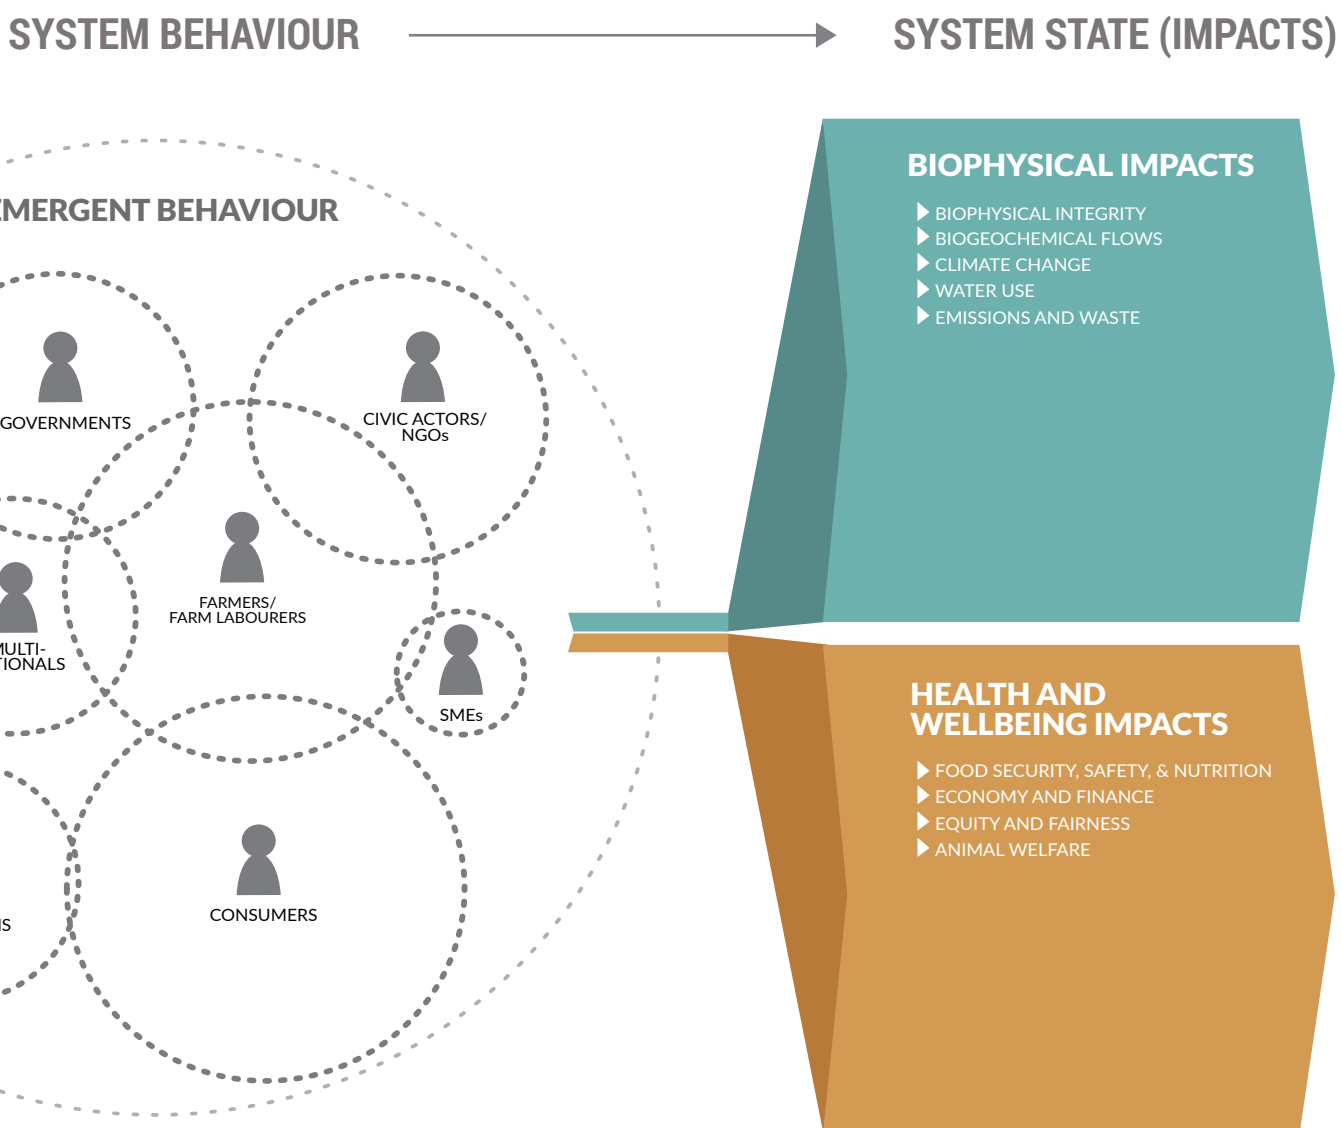 SYSTEM BEHAVIOUR
SYSTEM STATE (IMPACTS)
EMERGENT BEHAVIOUR
GOVERNMENTS
CIVIC ACTORS/
NGOs
FARMERS/
FARM LABOURERS
MULTI-
TIONALS
SMEs
CONSUMERS
BIOPHYSICAL IMPACTS
BIOPHYSICAL INTEGRITY
BIOGEOCHEMICAL FLOWS
CLIMATE CHANGE
WATER USE
EMISSIONS AND WASTE
HEALTH AND
WELLBEING IMPACTS
FOOD SECURITY, SAFETY, & NUTRITION
ECONOMY AND FINANCE
EQUITY AND FAIRNESS
ANIMAL WELFARE